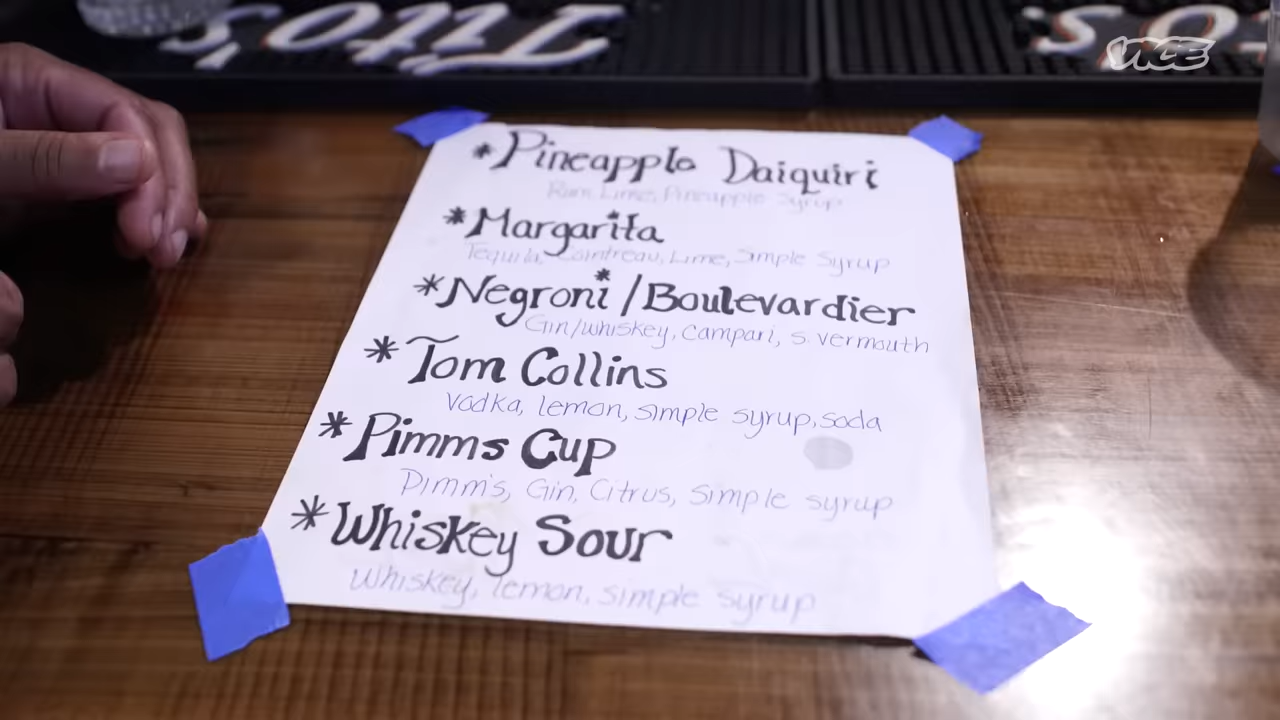 Tito's
TO'S
VICE
*Pineapple Daiquiri
Rum, Lime, Pineapple Syrup
*Margarita
Tequila, Cointreau, Lime, Simple Syrup
*Negroni*/Boulevardier
Gin/whiskey, Campari, S. vermouth
*Tom Collins
Vodka, lemon, simple syrup, soda
*Pimms Cup
Pimm's, Gin, Citrus, simple syrup
*Whiskey Sour
Whiskey, lemon, simple syrup